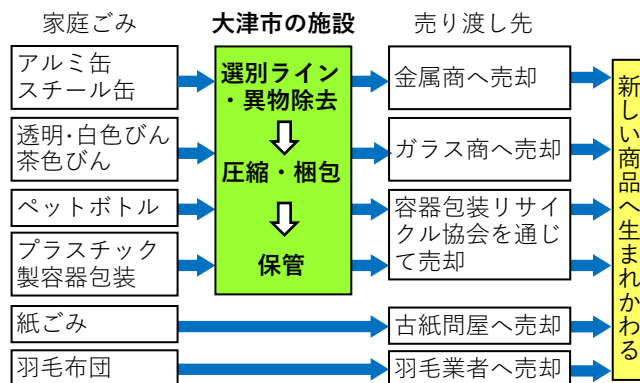 家庭ごみ
大津市の施設
売り渡し先
アルミ缶
スチール缶
透明･白色びん
茶色びん
ペットボトル
プラスチック
製容器包装
紙ごみ
羽毛布団
選別ライン
・異物除去
圧縮・梱包
保管
金属商へ売却
ガラス商へ売却
容器包装リサイ
クル協会を通じ
て売却
古紙問屋へ売却
羽毛業者へ売却
新しい商品へ生まれかわる